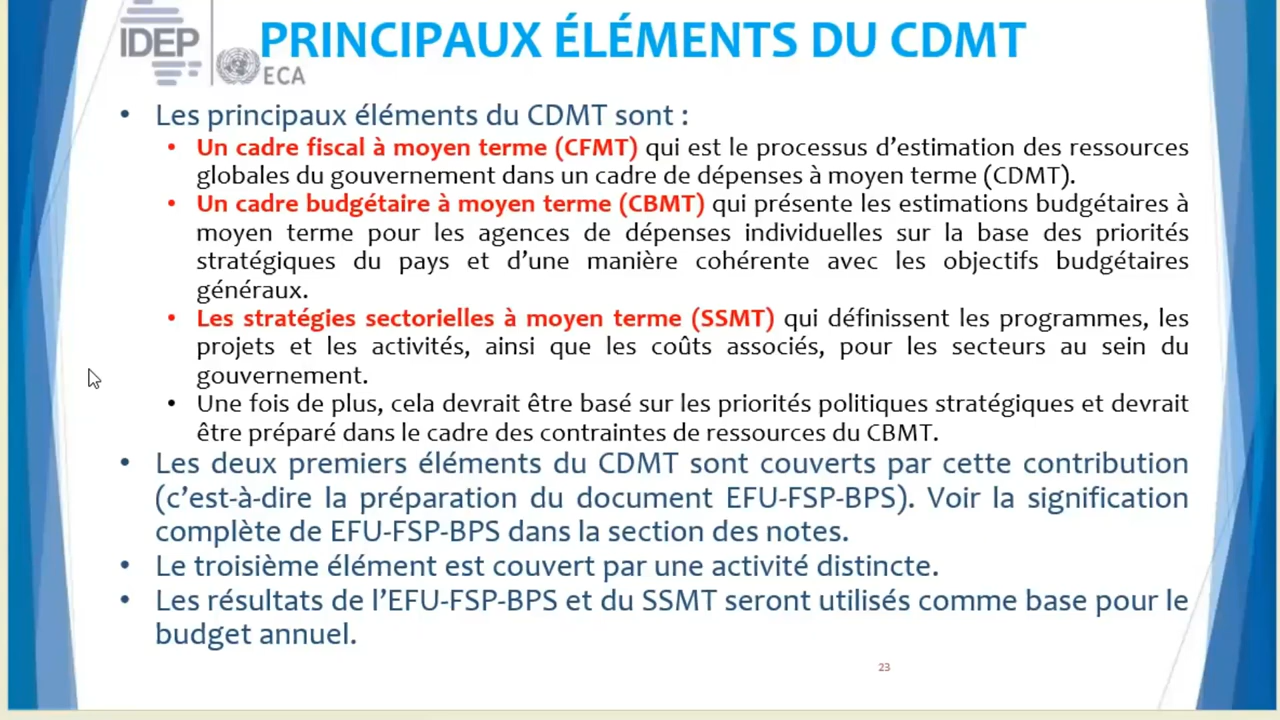 IDEP
ECA
PRINCIPAUX ÉLÉMENTS DU CDMT
• Les principaux éléments du CDMT sont :
• Un cadre fiscal à moyen terme (CFMT) qui est le processus d’estimation des ressources
globales du gouvernement dans un cadre de dépenses à moyen terme (CDMT).
• Un cadre budgétaire à moyen terme (CBMT) qui présente les estimations budgétaires à
moyen terme pour les agences de dépenses individuelles sur la base des priorités
stratégiques du pays et d’une manière cohérente avec les objectifs budgétaires
généraux.
• Les stratégies sectorielles à moyen terme (SSMT) qui définissent les programmes, les
projets et les activités, ainsi que les coûts associés, pour les secteurs au sein du
gouvernement.
• Une fois de plus, cela devrait être basé sur les priorités politiques stratégiques et devrait
être préparé dans le cadre des contraintes de ressources du CBMT.
• Les deux premiers éléments du CDMT sont couverts par cette contribution
(c’est-à-dire la préparation du document EFU-FSP-BPS). Voir la signification
complète de EFU-FSP-BPS dans la section des notes.
• Le troisième élément est couvert par une activité distincte.
• Les résultats de l’EFU-FSP-BPS et du SSMT seront utilisés comme base pour le
budget annuel.
23